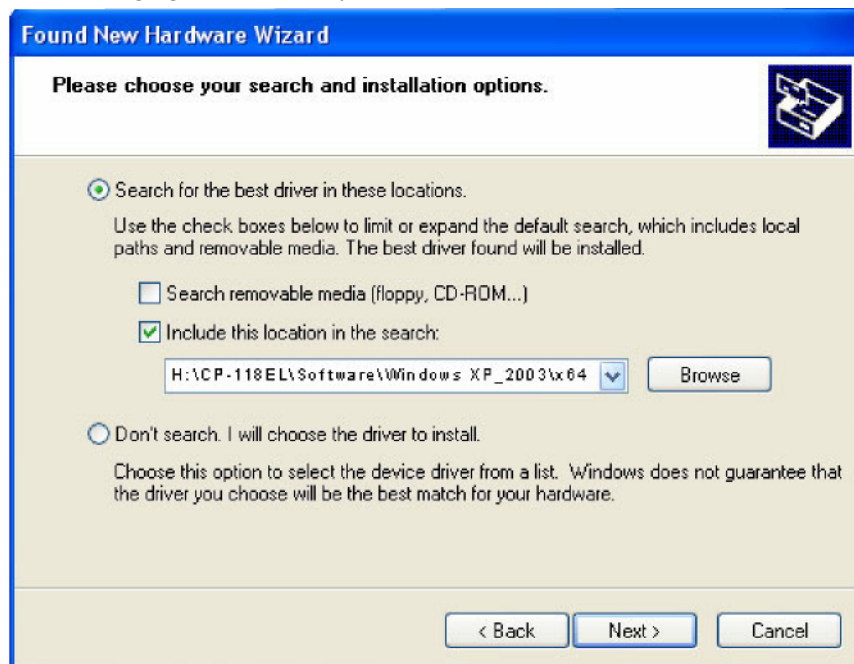 Found New Hardware Wizard
Please choose your search and installation options.
Search for the best driver in these locations.
Use the check boxes below to limit or expand the default search, which includes local
paths and removable media. The best driver found will be installed.
Search removable media (floppy, CD-ROM...)
Include this location in the search:
H:\CP-118EL\Software\Windows XP_2003\x64
Browse
Don't search. I will choose the driver to install.
Choose this option to select the device driver from a list. Windows does not guarantee that
the driver you choose will be the best match for your hardware.
< Back Next > Cancel